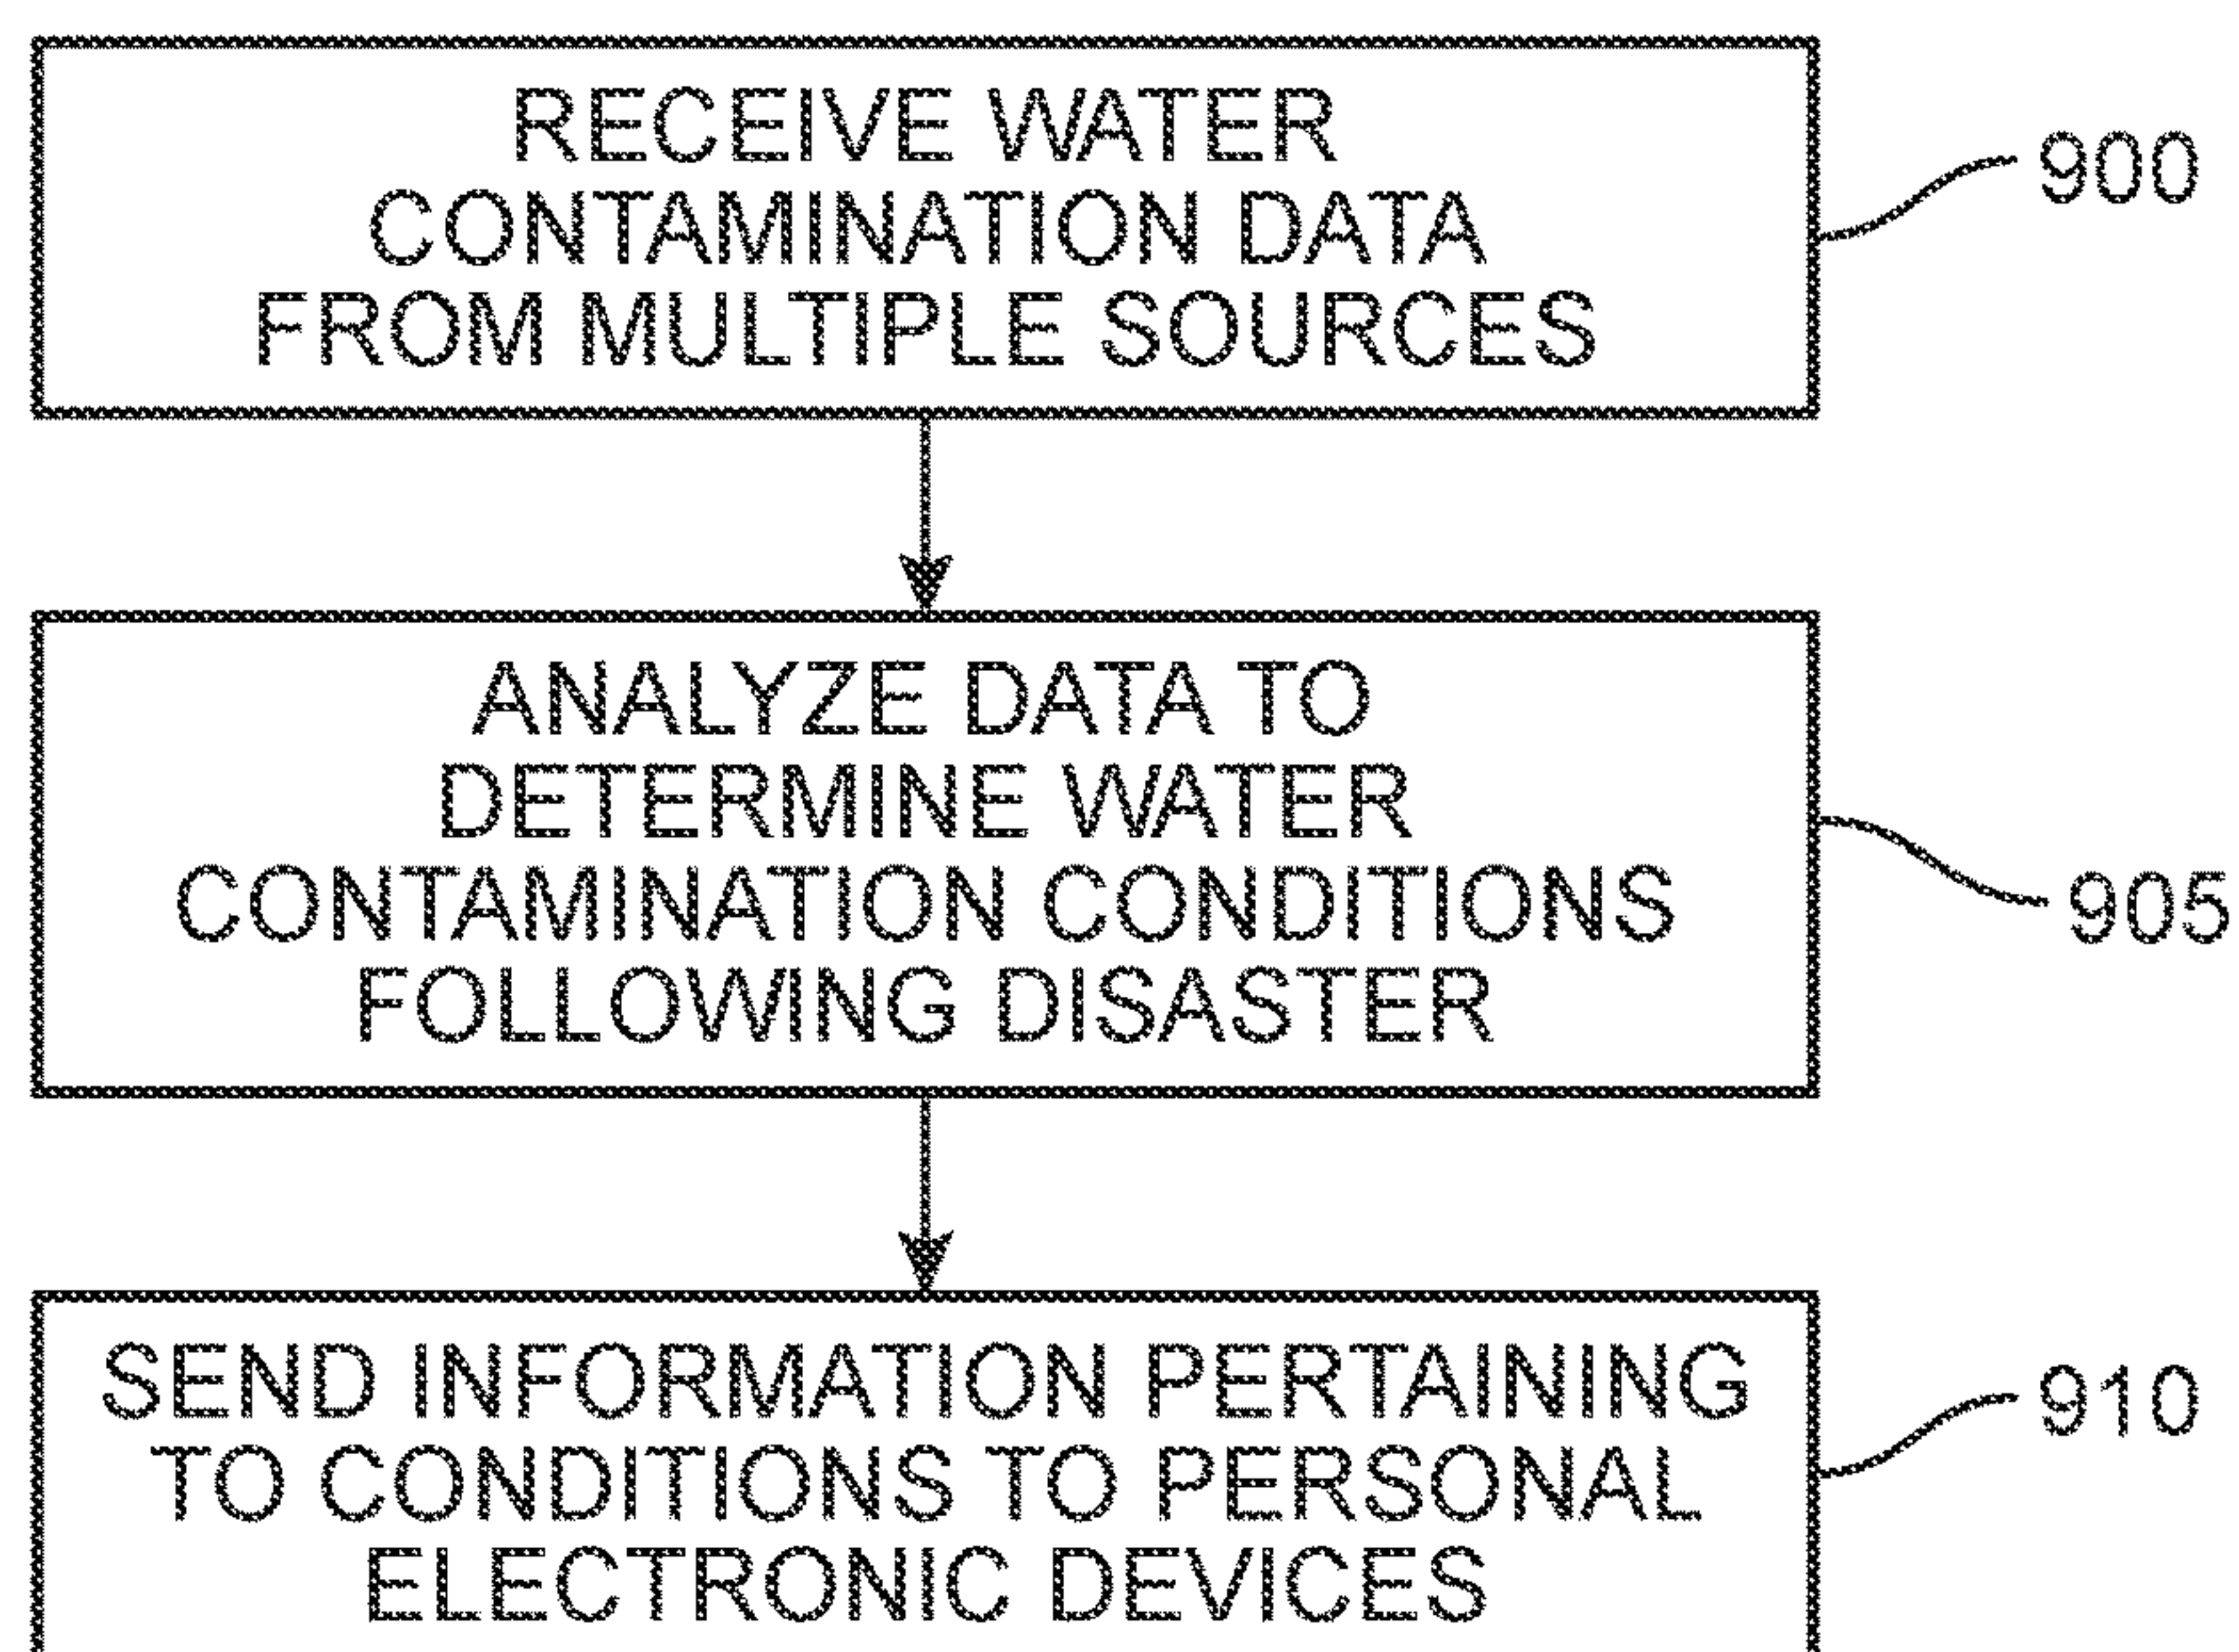 RECEIVE WATER
CONTAMINATION DATA
FROM MULTIPLE SOURCES
900
ANALYZE DATA TO
DETERMINE WATER
CONTAMINATION CONDITIONS
FOLLOWING DISASTER
905
SEND INFORMATION PERTAINING
TO CONDITIONS TO PERSONAL
ELECTRONIC DEVICES
910